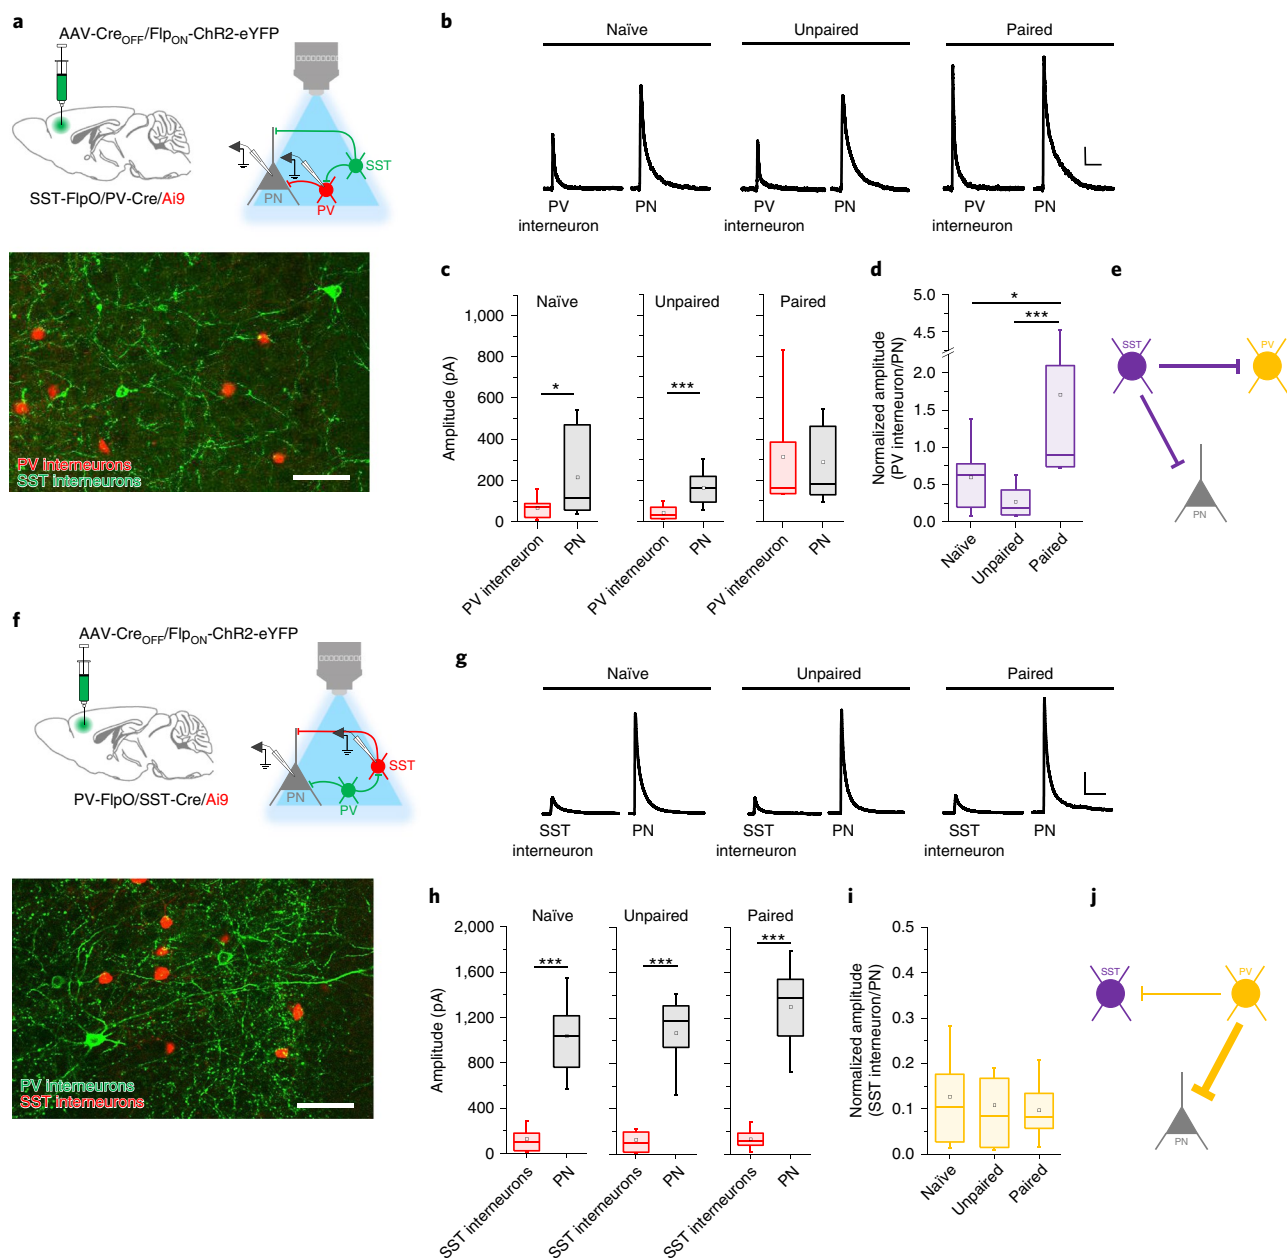 a
AAV-CreOFF/FlpON-ChR2-eYFP
SST-FlpO/PV-Cre/Ai9
SST
PN
PV
PV interneurons
SST interneurons
b
Naïve
Unpaired
Paired
PV interneuron
PN
PV interneuron
PN
PV interneuron
PN
c
Naïve
Unpaired
Paired
Amplitude (pA)
1,000
800
600
400
200
0
PV interneuron
PN
PV interneuron
PN
PV interneuron
PN
*
***
d
Normalized amplitude
(PV interneuron/PN)
5.0
4.5
2.0
1.5
1.0
0.5
0.0
*
***
Naïve
Unpaired
Paired
e
SST
PV
PN
f
AAV-CreOFF/FlpON-ChR2-eYFP
PV-FlpO/SST-Cre/Ai9
SST
PN
PV
PV interneurons
SST interneurons
g
Naïve
Unpaired
Paired
SST interneuron
PN
SST interneuron
PN
SST interneuron
PN
h
Naïve
Unpaired
Paired
Amplitude (pA)
2,000
1,600
1,200
800
400
0
***
***
***
SST interneurons
PN
SST interneurons
PN
SST interneurons
PN
i
Normalized amplitude
(SST interneuron/PN)
0.5
0.4
0.3
0.2
0.1
0.0
Naïve
Unpaired
Paired
j
SST
PV
PN